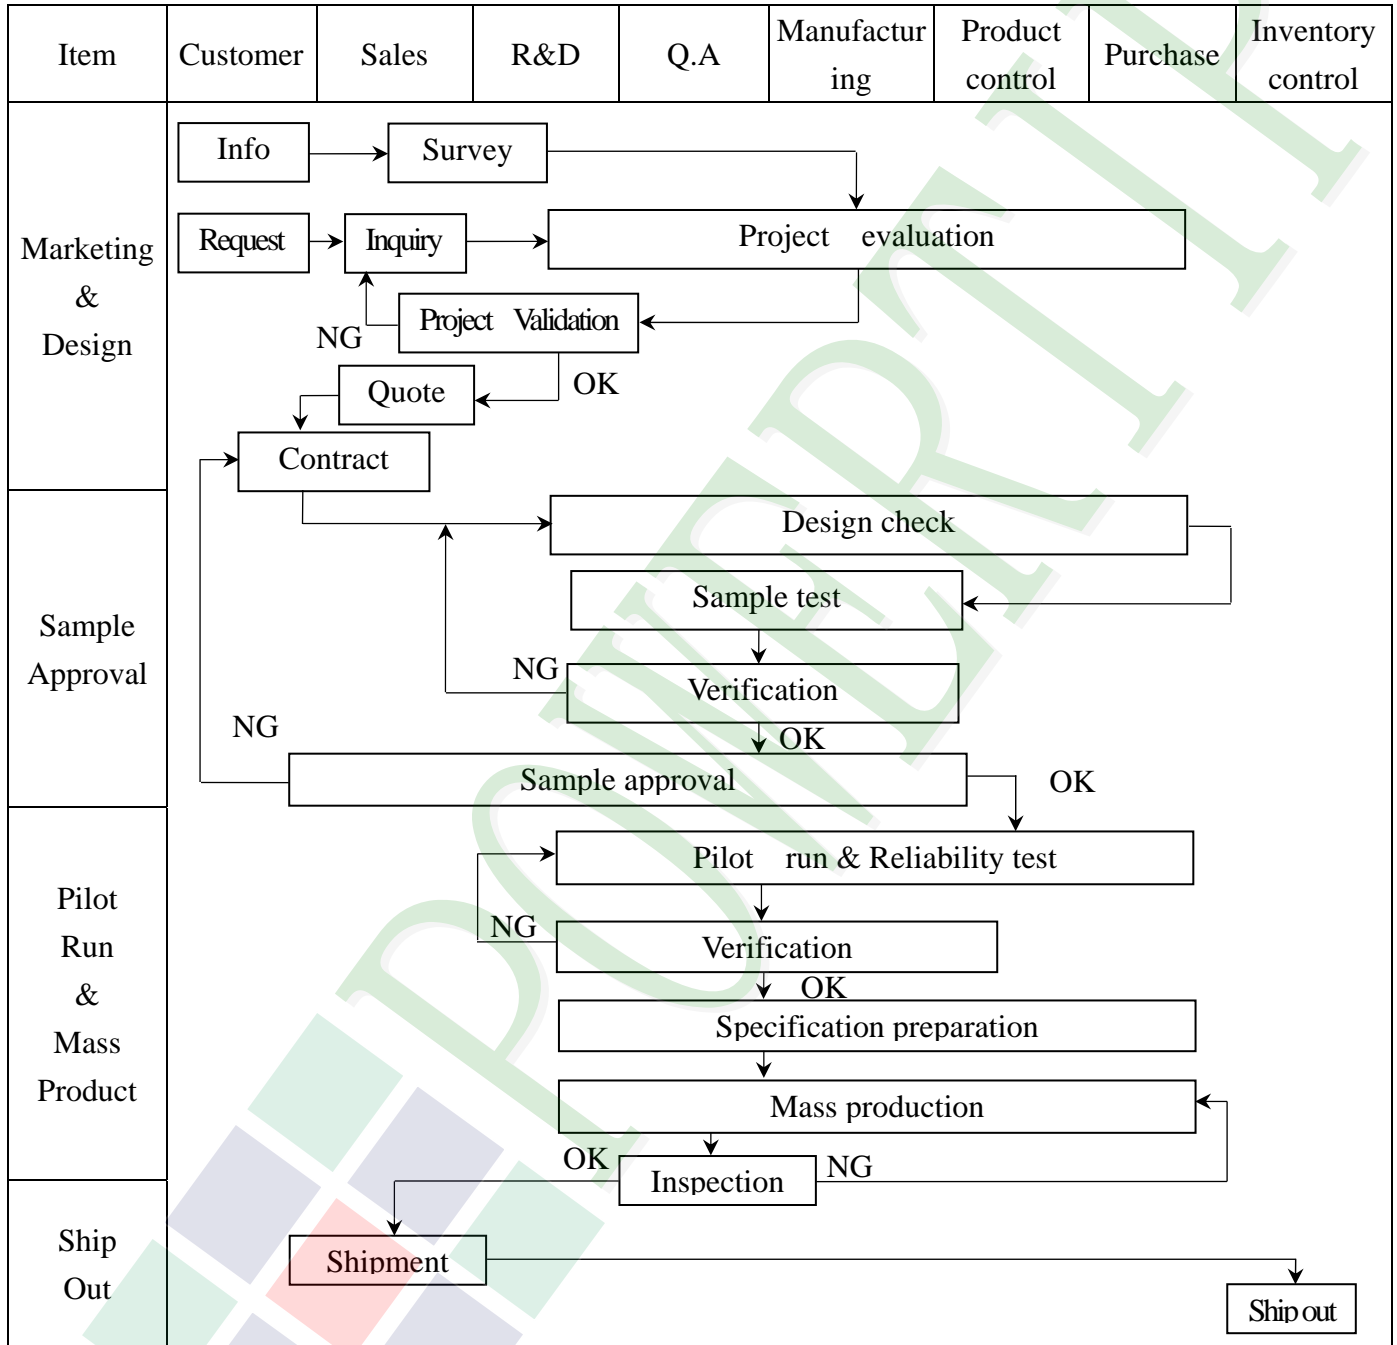 Item
Customer
Sales
R&D
Q.A
Manufactur
ing
Product
control
Purchase
Inventory
control
Marketing
&
Design
Info
Survey
Request
Inquiry
Project evaluation
NG
Project Validation
Quote
OK
Contract
Sample
Approval
Design check
Sample test
NG
Verification
NG
OK
Sample approval
OK
Pilot
Run
&
Mass
Product
Pilot run & Reliability test
NG
Verification
OK
Specification preparation
Mass production
OK
Inspection
NG
Ship
Out
Shipment
Ship out